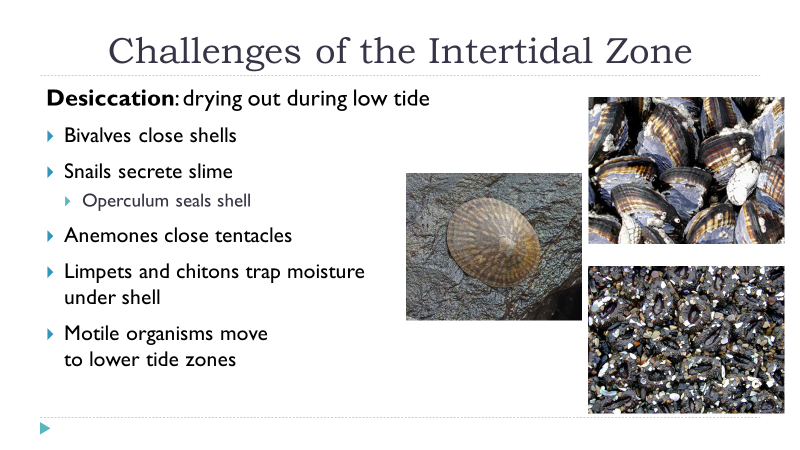 Challenges of the Intertidal Zone
Desiccation: drying out during low tide
Bivalves close shells
Snails secrete slime
Operculum seals shell
Anemones close tentacles
Limpets and chitons trap moisture
under shell
Motile organisms move
to lower tide zones